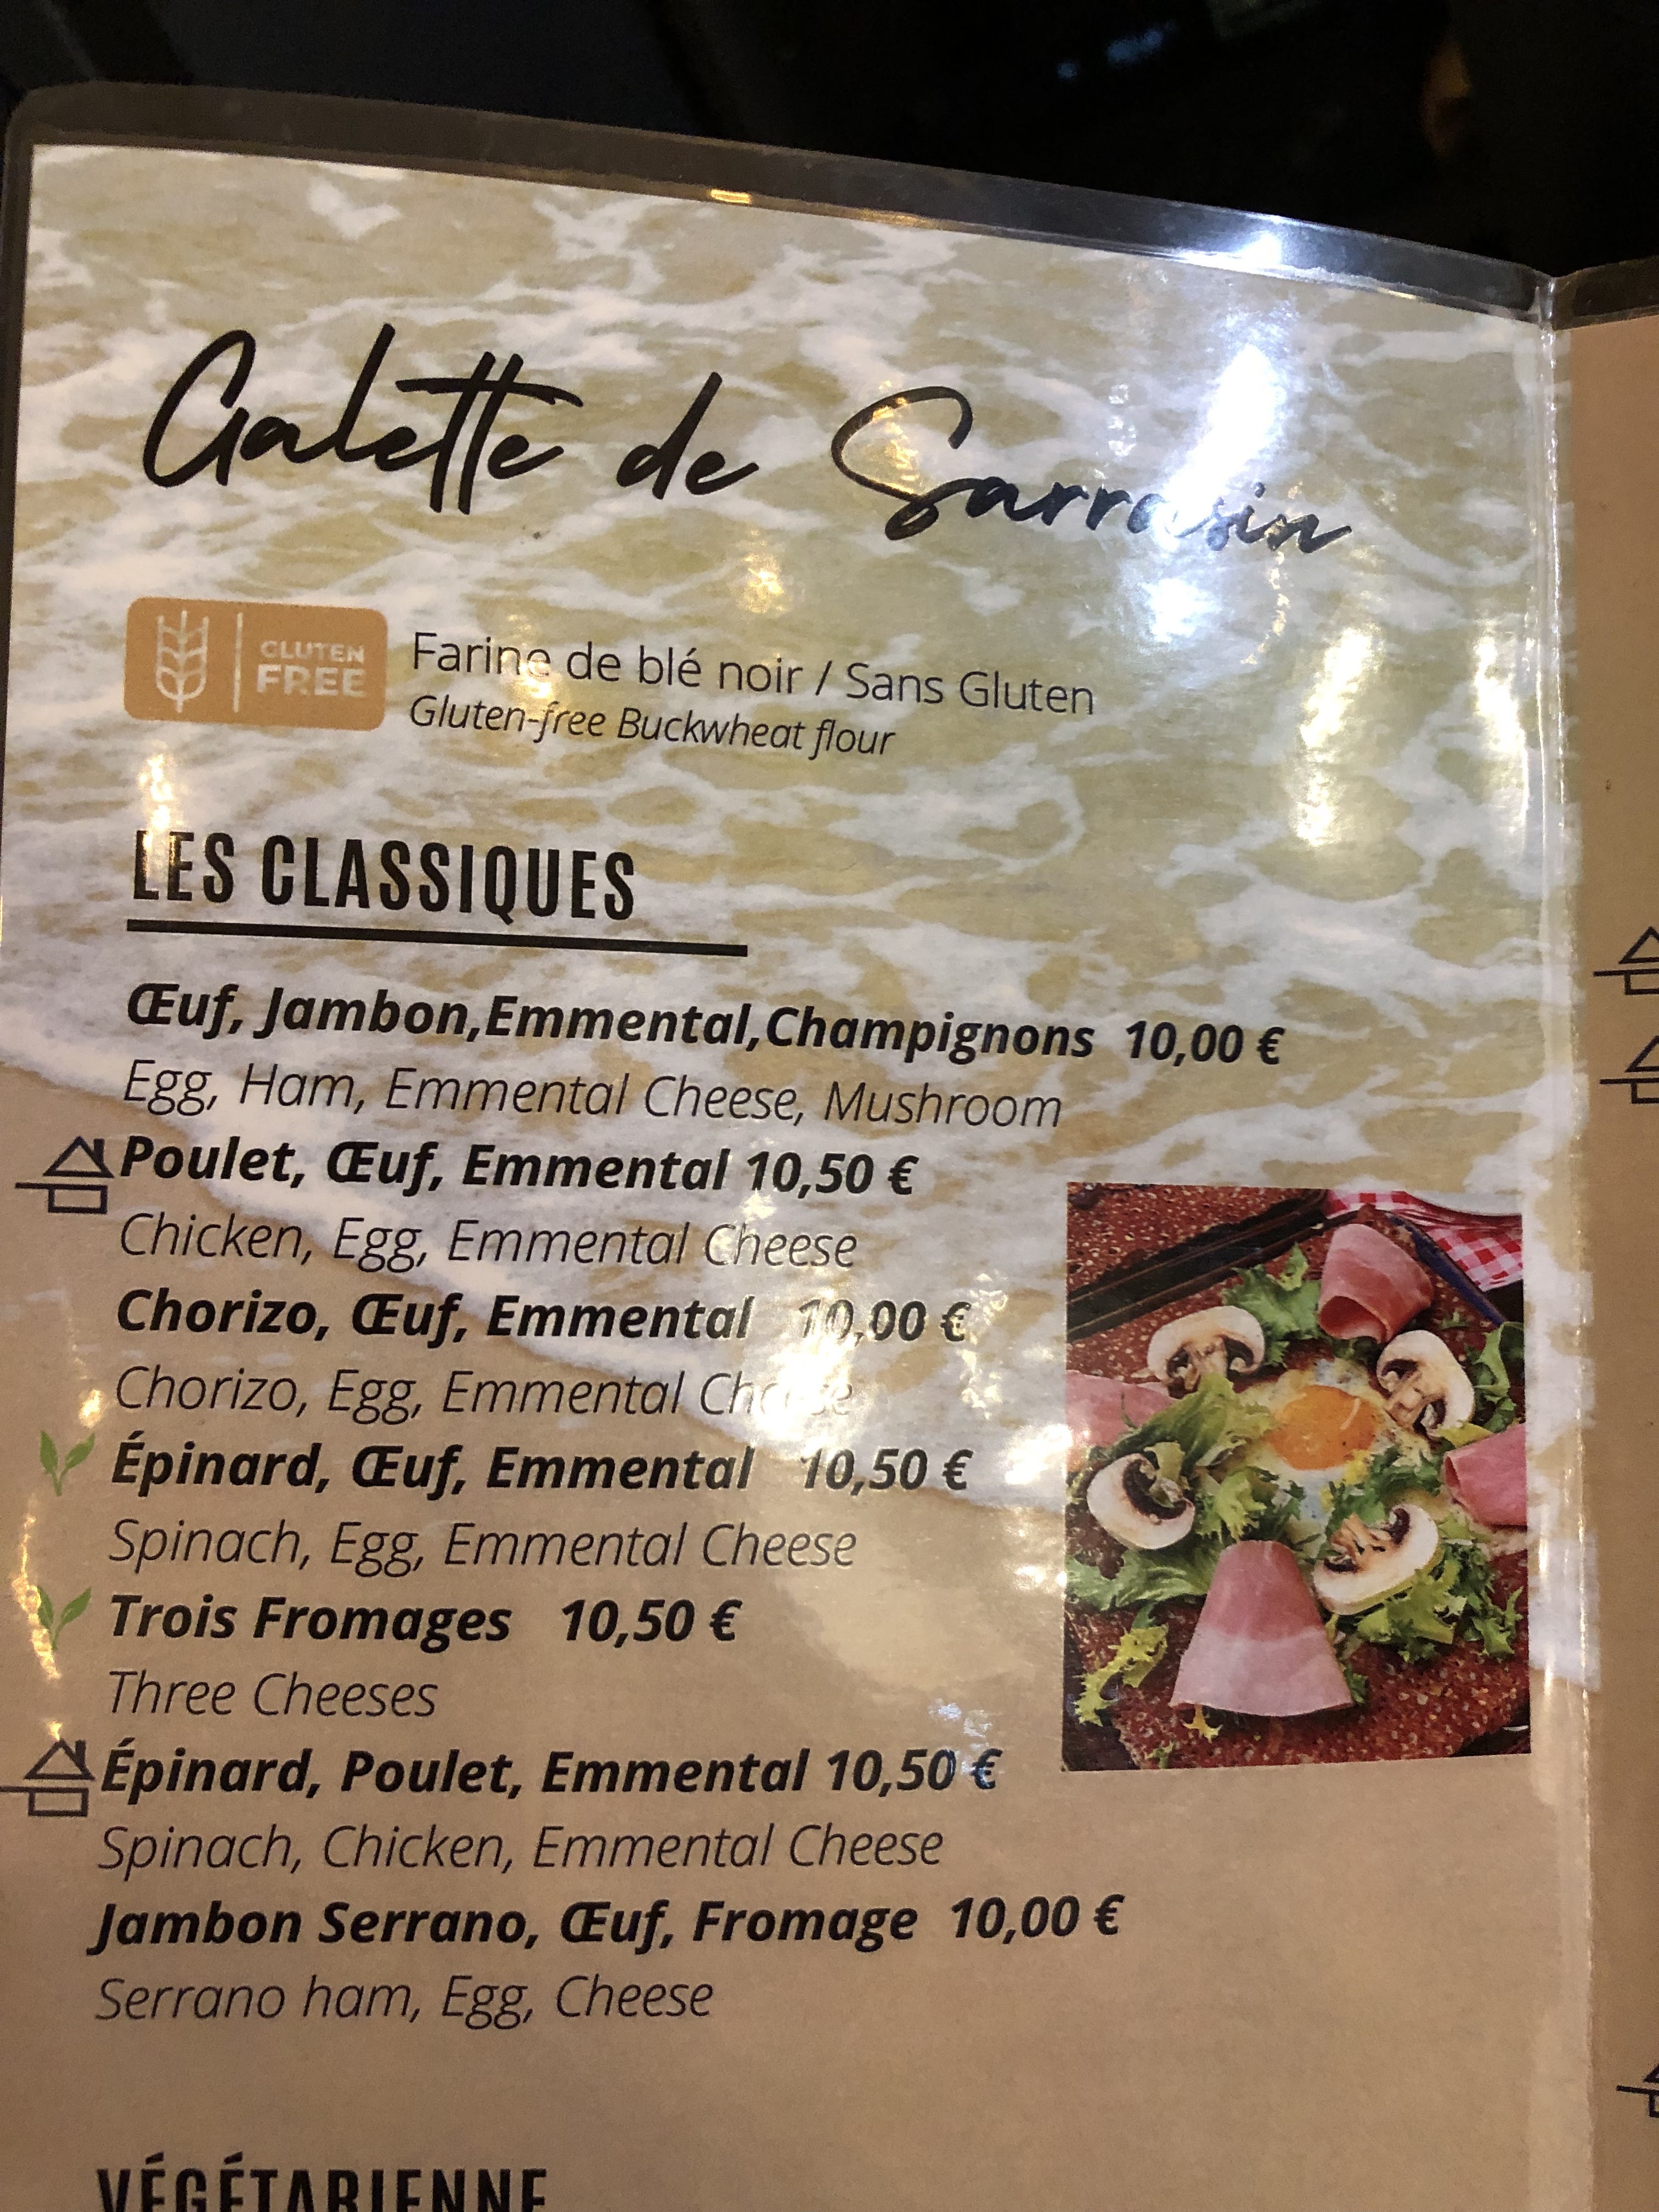 Galette de Sarrasin
GLUTEN
FREE
Farine de blé noir / Sans Gluten
Gluten-free Buckwheat flour
LES CLASSIQUES
Œuf, Jambon,Emmental,Champignons 10,00 €
Egg, Ham, Emmental Cheese, Mushroom
Poulet, Œuf, Emmental 10,50 €
Chicken, Egg, Emmental Cheese
Chorizo, Œuf, Emmental 10,00 €
Chorizo, Egg, Emmental Cheese
Épinard, Œuf, Emmental 10,50 €
Spinach, Egg, Emmental Cheese
Trois Fromages 10,50 €
Three Cheeses
Épinard, Poulet, Emmental 10,50 €
Spinach, Chicken, Emmental Cheese
Jambon Serrano, Œuf, Fromage 10,00 €
Serrano ham, Egg, Cheese
VÉGÉTARIENNE